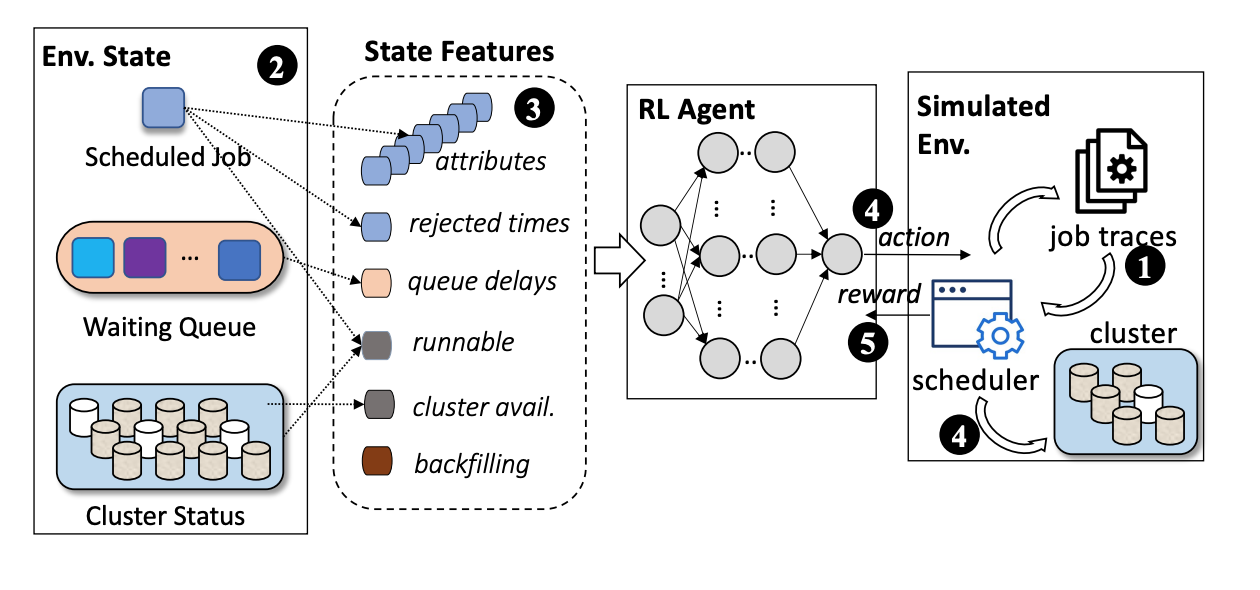 Env. State
2
Scheduled Job
...
Waiting Queue
Cluster Status
State Features
3
attributes
rejected times
queue delays
runnable
cluster avail.
backfilling
RL Agent
4
action
reward
5
Simulated
Env.
job traces
1
scheduler
4
cluster